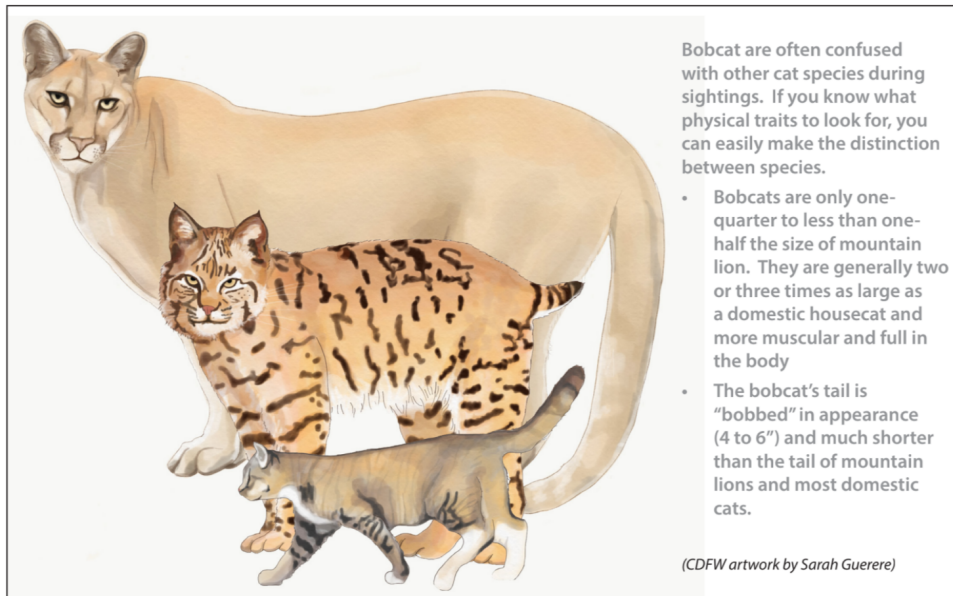 Bobcat are often confused
with other cat species during
sightings. If you know what
physical traits to look for, you
can easily make the distinction
between species.
• Bobcats are only one-
quarter to less than one-
half the size of mountain
lion. They are generally two
or three times as large as
a domestic housecat and
more muscular and full in
the body
• The bobcat's tail is
"bobbed" in appearance
(4 to 6") and much shorter
than the tail of mountain
lions and most domestic
cats.
(CDFW artwork by Sarah Guerere)